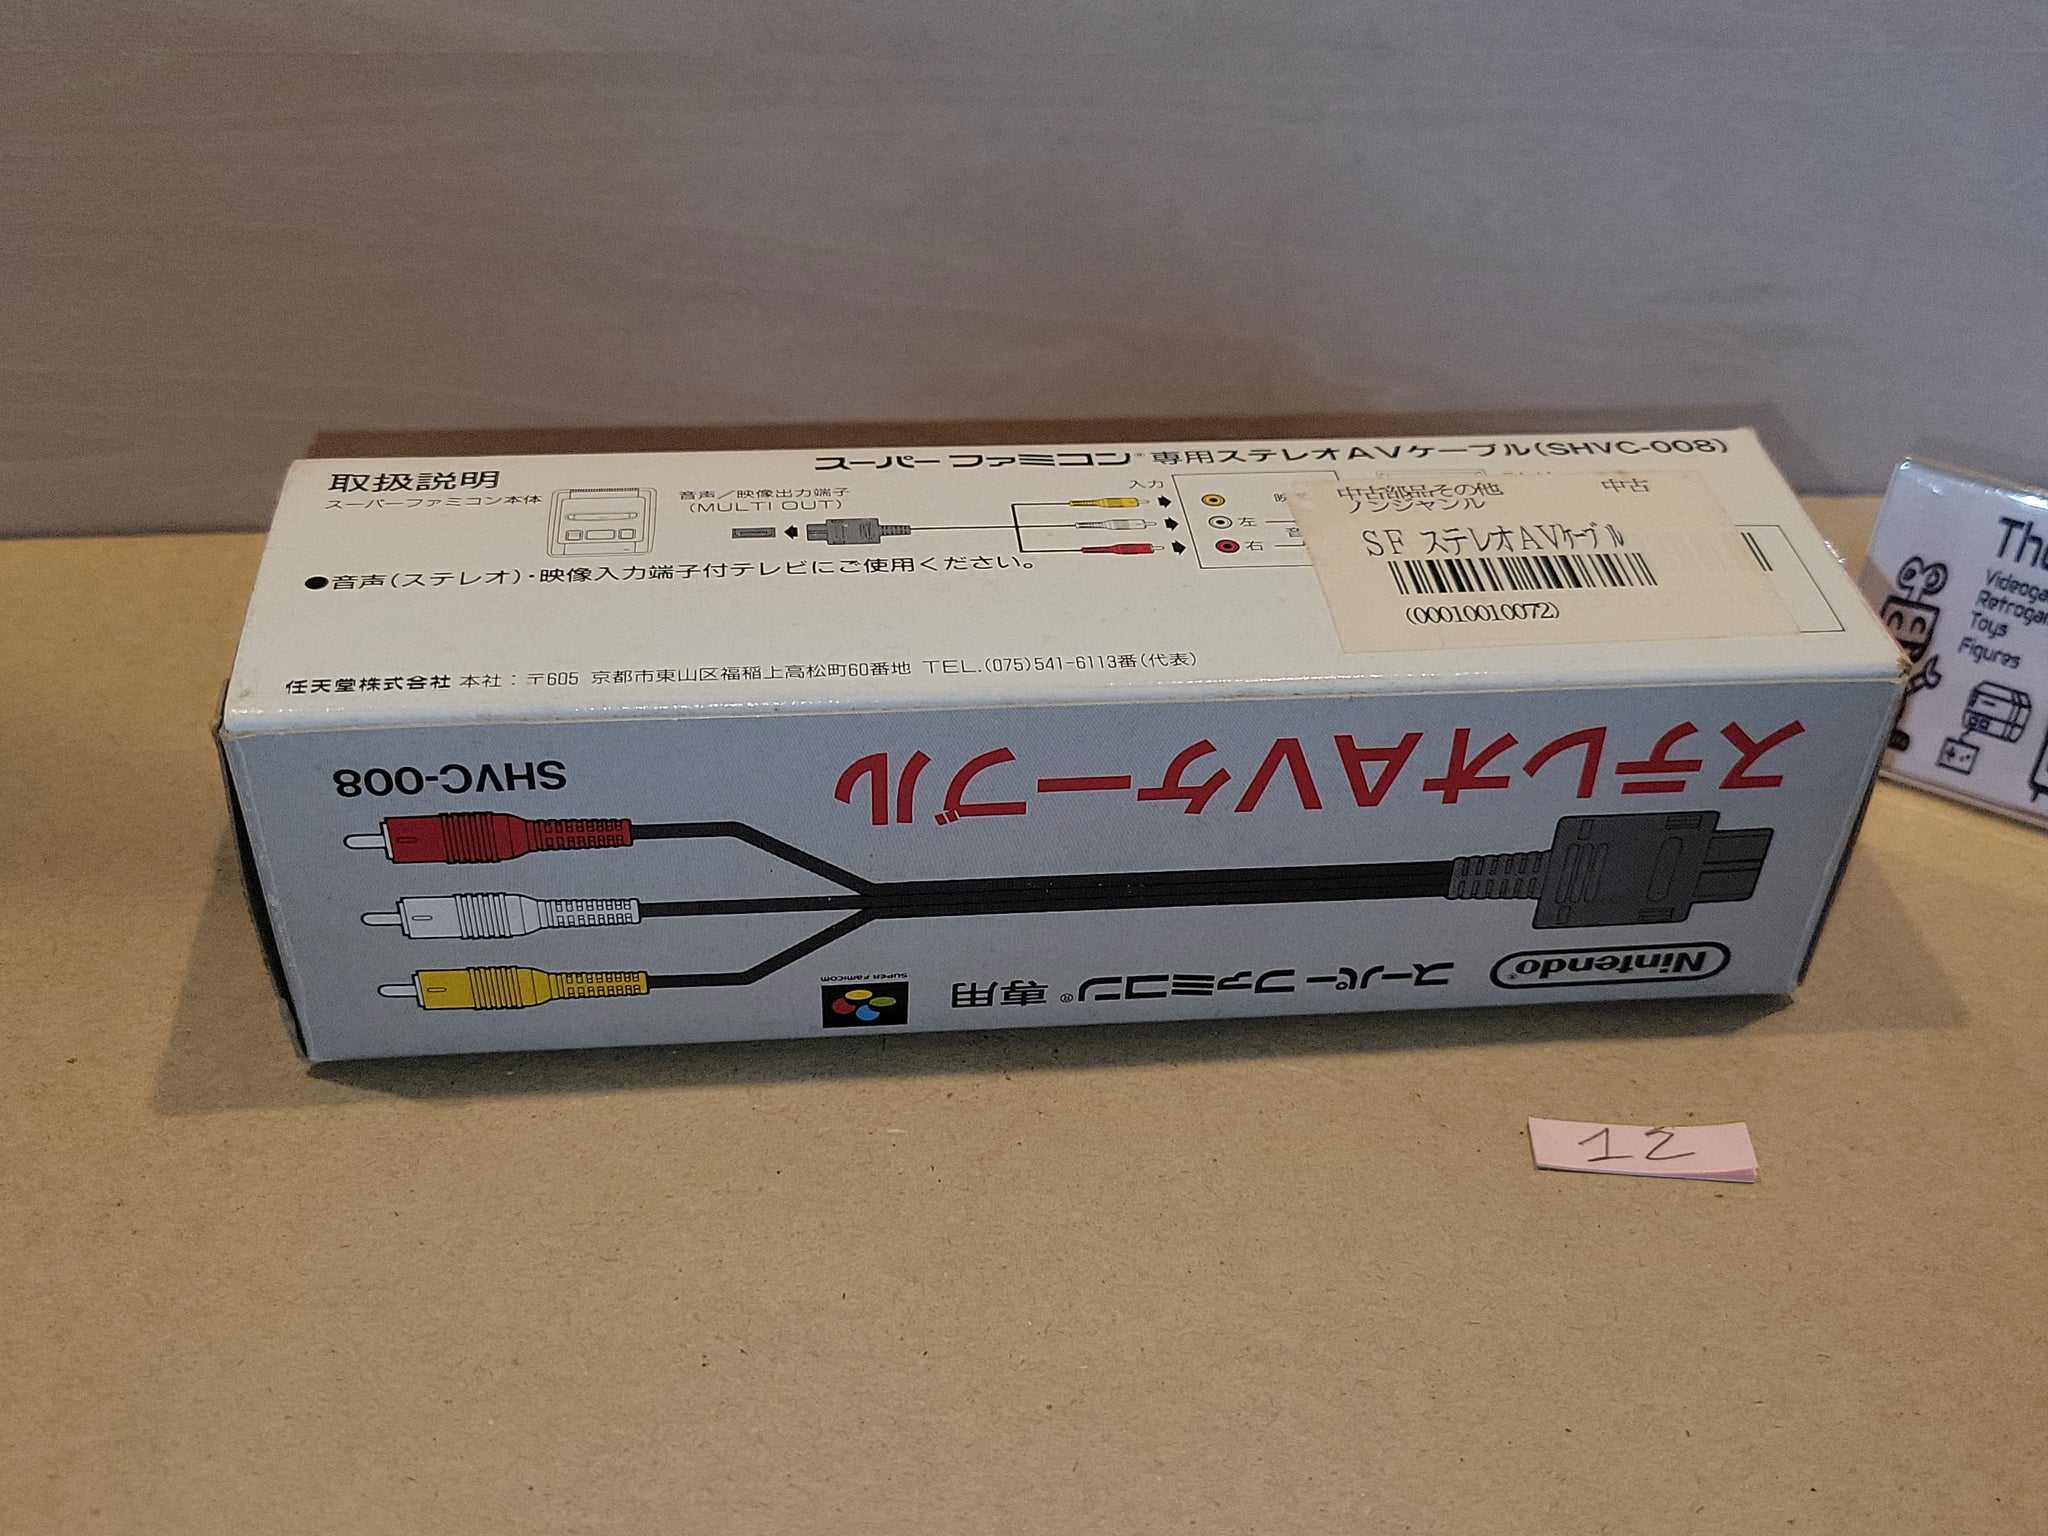 スーパーファミコン®専用ステレオAVケーブル(SHVC-008)
取扱説明
スーパーファミコン本体
音声／映像出力端子
(MULTI OUT)
入力
左
右
●音声(ステレオ)・映像入力端子付テレビにご使用ください。
任天堂株式会社 本社：〒605 京都市東山区福稲上高松町60番地 TEL.(075)541-6113番(代表)
中古部品その他 中古
ノンジャンル
SF ステレオAVケーブル
(00010010072)
Nintendo®
スーパーファミコン®専用
SUPER FAMICOM
ステレオAVケーブル
SHVC-008
12
Videoga
Retroga
Toys
Figures